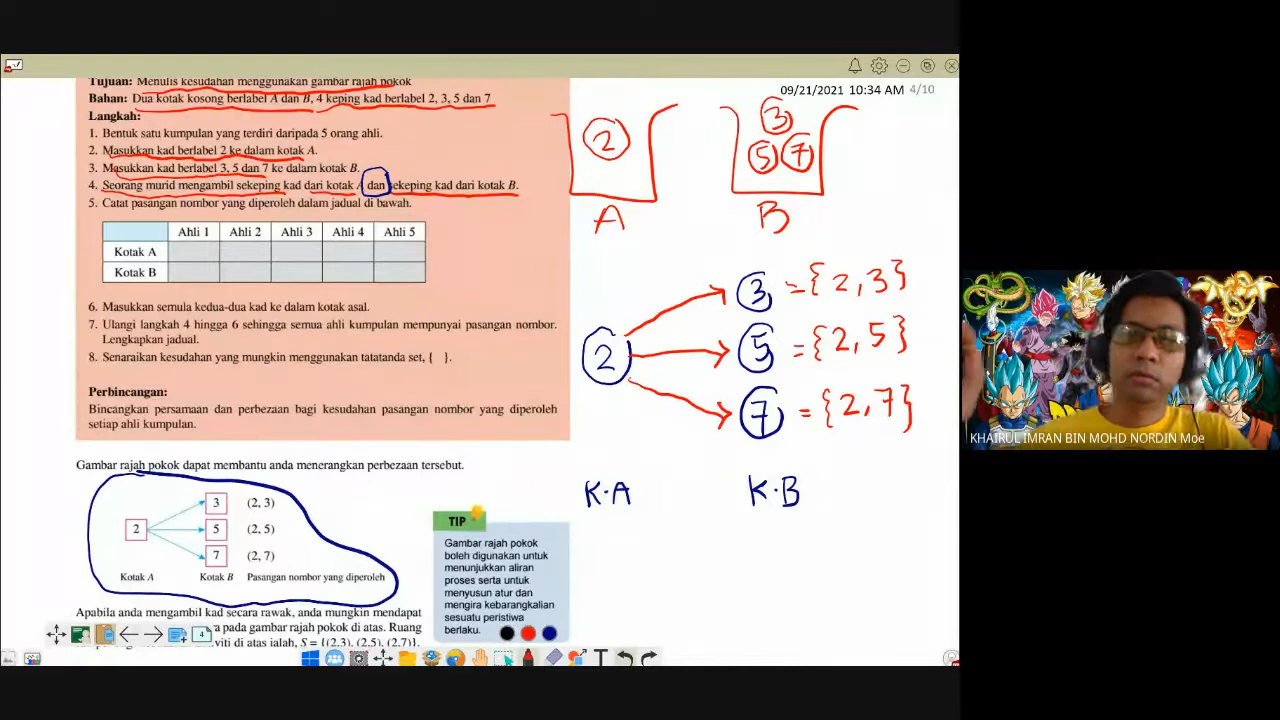 09/21/2021 10:34 AM 4/10
Tujuan: Menulis kesudahan menggunakan gambar rajah pokok
Bahan: Dua kotak kosong berlabel A dan B, 4 keping kad berlabel 2, 3, 5 dan 7
Langkah:
1. Bentuk satu kumpulan yang terdiri daripada 5 orang ahli.
2. Masukkan kad berlabel 2 ke dalam kotak A.
3. Masukkan kad berlabel 3, 5 dan 7 ke dalam kotak B.
4. Seorang murid mengambil sekeping kad dari kotak A dan sekeping kad dari kotak B.
5. Catat pasangan nombor yang diperoleh dalam jadual di bawah.
Ahli 1 Ahli 2 Ahli 3 Ahli 4 Ahli 5
Kotak A
Kotak B
6. Masukkan semula kedua-dua kad ke dalam kotak asal.
7. Ulangi langkah 4 hingga 6 sehingga semua ahli kumpulan mempunyai pasangan nombor.
Lengkapkan jadual.
8. Senaraikan kesudahan yang mungkin menggunakan tatatanda set, { }.
Perbincangan:
Bincangkan persamaan dan perbezaan bagi kesudahan pasangan nombor yang diperoleh
setiap ahli kumpulan.
Gambar rajah pokok dapat membantu anda menerangkan perbezaan tersebut.
3 (2, 3)
2 5 (2, 5)
7 (2, 7)
Kotak A Kotak B Pasangan nombor yang diperoleh
TIP
Gambar rajah pokok
boleh digunakan untuk
menunjukkan aliran
proses serta untuk
menyusun atur dan
mengira kebarangkalian
sesuatu peristiwa
berlaku.
Apabila anda mengambil kad secara rawak, anda mungkin mendapat
a pada gambar rajah pokok di atas. Ruang
viti di atas ialah, S = {(2,3), (2,5), (2,7)}.
4
2
A
3
5 7
B
3 = {2, 3}
2 5 = {2, 5}
7 = {2, 7}
K.A K.B
KHAIRUL IMRAN BIN MOHD NORDIN Moe